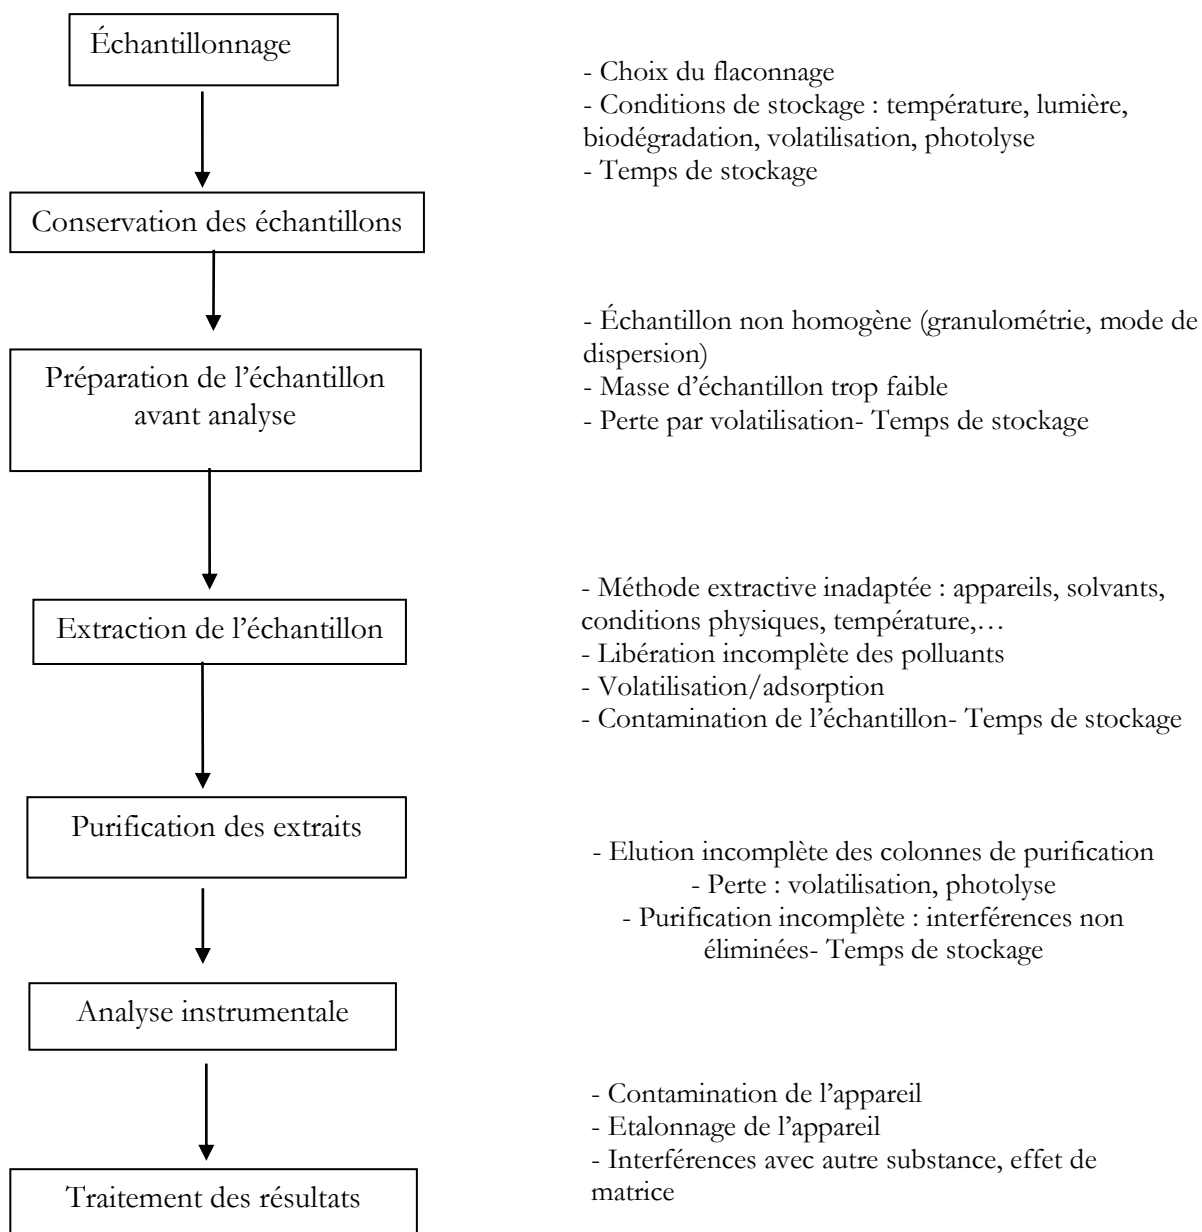 Échantillonnage
- Choix du flaconnage
- Conditions de stockage : température, lumière,
biodégradation, volatilisation, photolyse
- Temps de stockage
Conservation des échantillons
- Échantillon non homogène (granulométrie, mode de
dispersion)
- Masse d’échantillon trop faible
- Perte par volatilisation- Temps de stockage
Préparation de l’échantillon
avant analyse
- Méthode extractive inadaptée : appareils, solvants,
conditions physiques, température,…
- Libération incomplète des polluants
- Volatilisation/adsorption
- Contamination de l’échantillon- Temps de stockage
Extraction de l’échantillon
Purification des extraits
- Elution incomplète des colonnes de purification
- Perte : volatilisation, photolyse
- Purification incomplète : interférences non
éliminées- Temps de stockage
Analyse instrumentale
- Contamination de l’appareil
- Etalonnage de l’appareil
- Interférences avec autre substance, effet de
matrice
Traitement des résultats